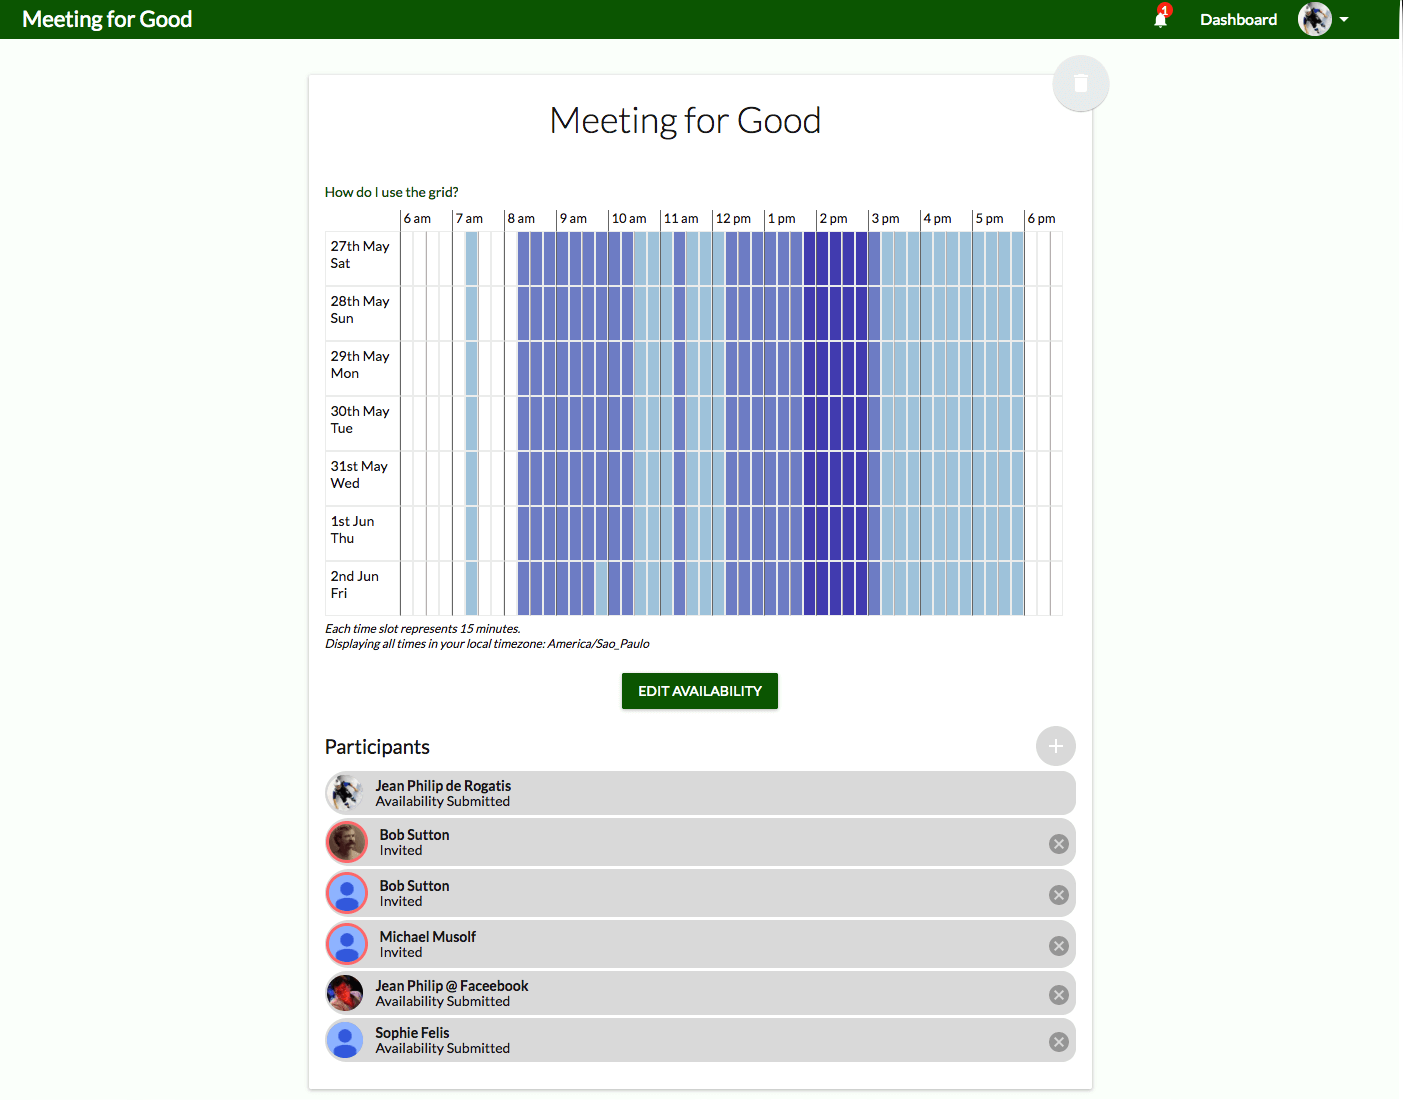 Meeting for Good
1
Dashboard
Meeting for Good
How do I use the grid?
6 am 7 am 8 am 9 am 10 am 11 am 12 pm 1 pm 2 pm 3 pm 4 pm 5 pm 6 pm
27th May
Sat
28th May
Sun
29th May
Mon
30th May
Tue
31st May
Wed
1st Jun
Thu
2nd Jun
Fri
Each time slot represents 15 minutes.
Displaying all times in your local timezone: America/Sao_Paulo
EDIT AVAILABILITY
Participants
Jean Philip de Rogatis
Availability Submitted
Bob Sutton
Invited
Bob Sutton
Invited
Michael Musolf
Invited
Jean Philip @ Faceebook
Availability Submitted
Sophie Felis
Availability Submitted